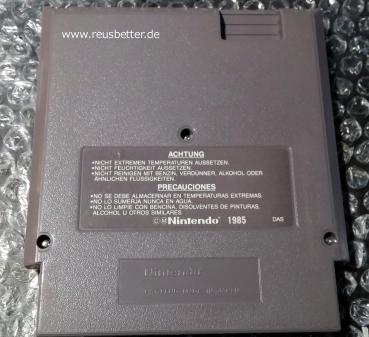 www.reusbetter.de
ACHTUNG
•NICHT EXTREMEN TEMPERATUREN AUSSETZEN.
•NICHT FEUCHTIGKEIT AUSSETZEN.
•NICHT REINIGEN MIT BENZIN, VERDÜNNER, ALKOHOL ODER
ÄHNLICHEN FLÜSSIGKEITEN.
PRECAUCIONES
•NO SE DEBE ALMACERNAR EN TEMPERATURAS EXTREMAS.
•NO LO SUMERJA NUNCA EN AGUA.
•NO LO LIMPIE CON BENCINA, DISOLVENTES DE PINTURAS,
ALCOHOL U OTROS SIMILARES.
©M Nintendo® 1985 DAS
Nintendo